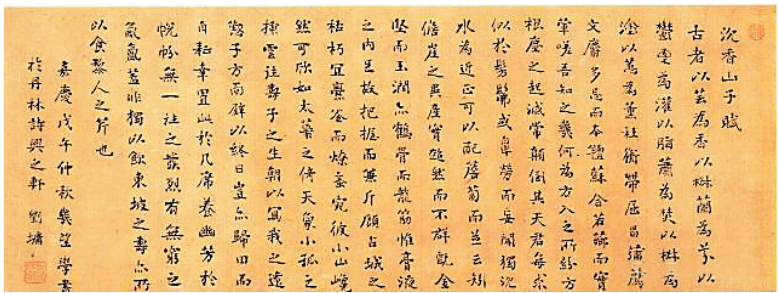 沉香山子賦
古者以芸為香以椒蘭為芬以
鬱鬯為灌以脂蕭為焚以椒為
塗以蕙為薰杜衡帶屈昌蒲薦
文麝多忌而本羶蘇合若薌而實
葷嗟吾知之幾何為六入之所紛方
根塵之起滅常顛倒其天君每求
似於髣髴或鼻勞而妄聞獨沉
水為近正可以配薝蔔而並云矧
儋崖之異產實超然而不群既金
堅而玉潤亦鶴骨而龍筋惟膏液
之內足故把握而兼斤顧占城之
枯朽宜爨釜而燎蚊宛彼小山巉
然可欣如太華之倚天象小孤之
插雲往壽子之生朝以寫我之
懃子方面壁以終日豈亦歸田而
自耘幸置此於几席養幽芳於
帨帉無一往之發烈有無窮之
氤氳蓋非獨以飲東坡之壽亦所
以食黎人之芹也
嘉慶戊午仲秋幾望學書
於丹林詩興之軒 劉墉